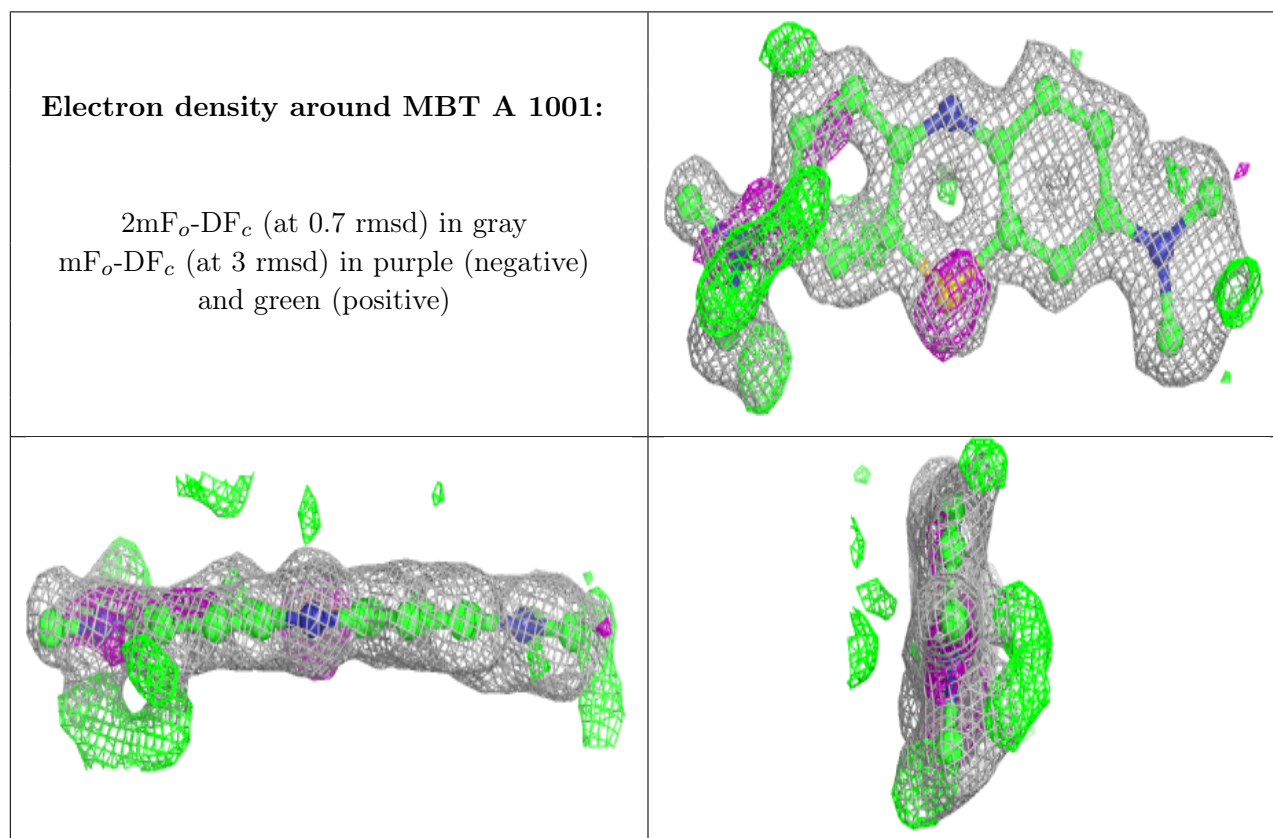 Electron density around MBT A 1001:
2mFₒ-DF𝒸 (at 0.7 rmsd) in gray
mFₒ-DF𝒸 (at 3 rmsd) in purple (negative)
and green (positive)